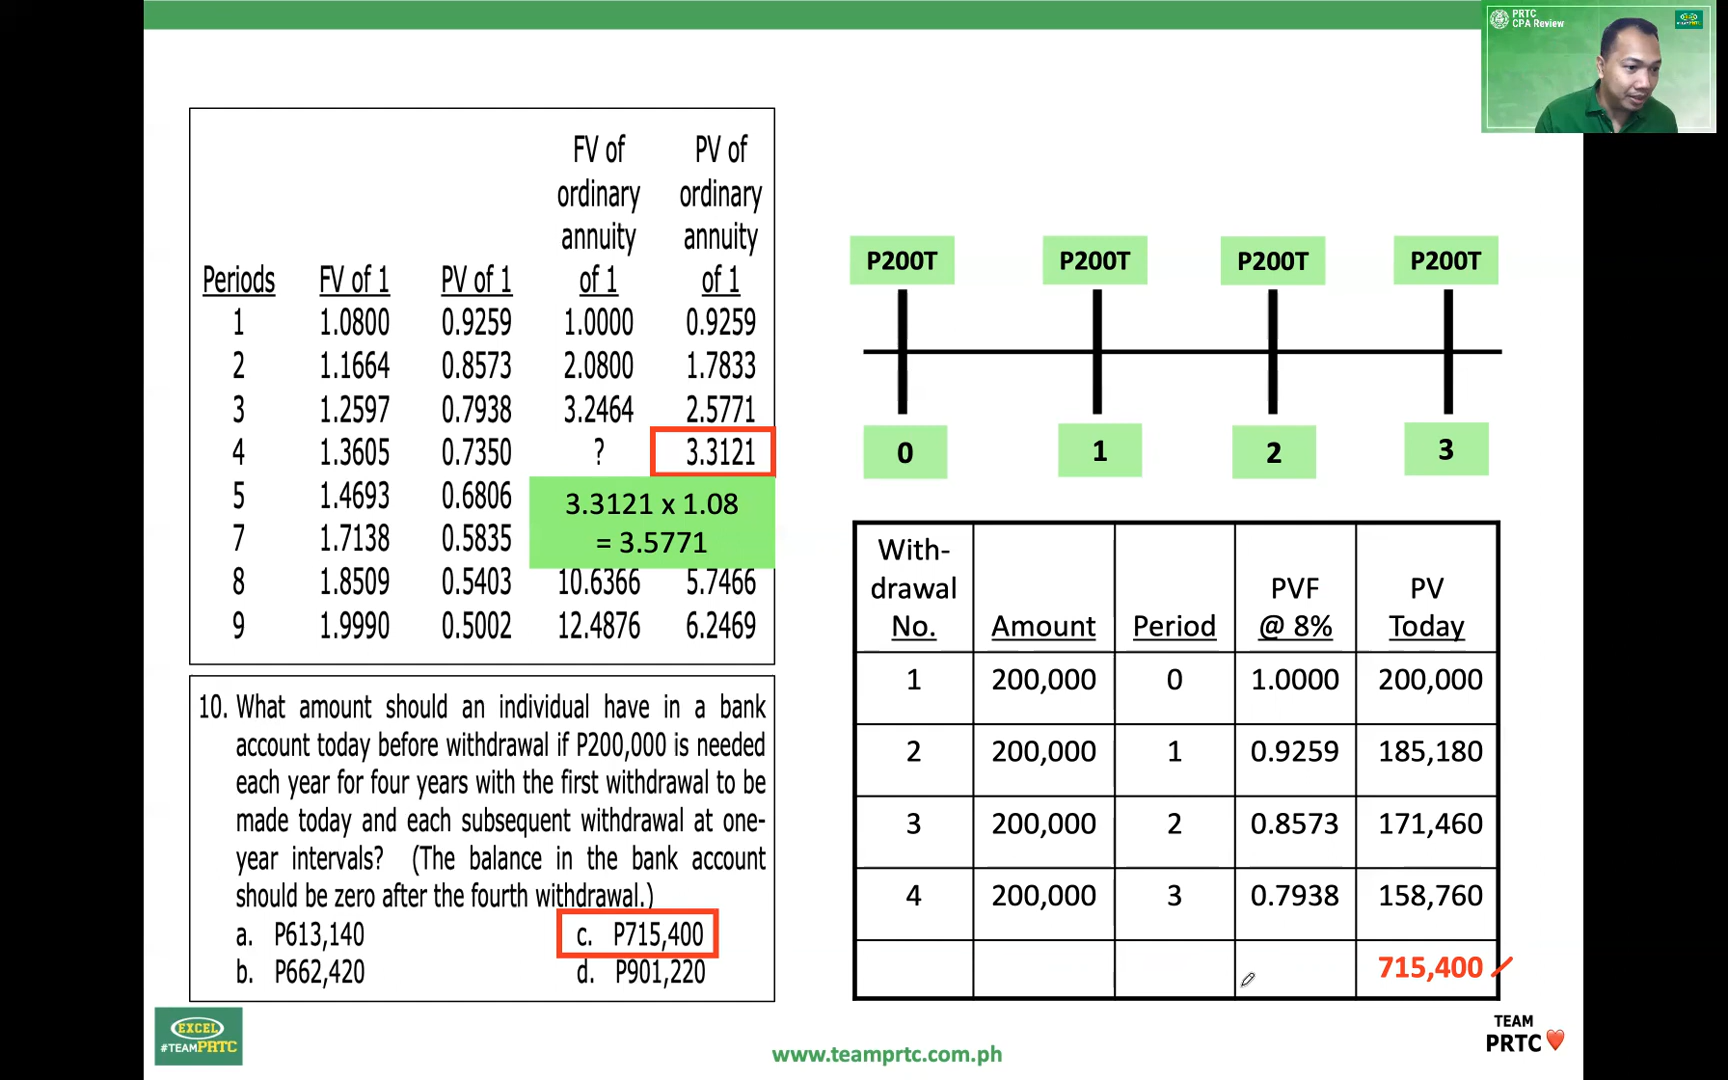 PRTC
CPA Review
FV of PV of
ordinary ordinary
annuity annuity
Periods FV of 1 PV of 1 of 1 of 1
1 1.0800 0.9259 1.0000 0.9259
2 1.1664 0.8573 2.0800 1.7833
3 1.2597 0.7938 3.2464 2.5771
4 1.3605 0.7350 ? 3.3121
5 1.4693 0.6806
7 1.7138 0.5835
3.3121 x 1.08
= 3.5771
8 1.8509 0.5403 10.6366 5.7466
9 1.9990 0.5002 12.4876 6.2469
10. What amount should an individual have in a bank
account today before withdrawal if P200,000 is needed
each year for four years with the first withdrawal to be
made today and each subsequent withdrawal at one-
year intervals? (The balance in the bank account
should be zero after the fourth withdrawal.)
a. P613,140 c. P715,400
b. P662,420 d. P901,220
P200T P200T P200T P200T
0 1 2 3
With-
drawal PVF PV
No. Amount Period @ 8% Today
1 200,000 0 1.0000 200,000
2 200,000 1 0.9259 185,180
3 200,000 2 0.8573 171,460
4 200,000 3 0.7938 158,760
715,400
EXCEL
#TEAMPRTC
www.teamprtc.com.ph
TEAM
PRTC